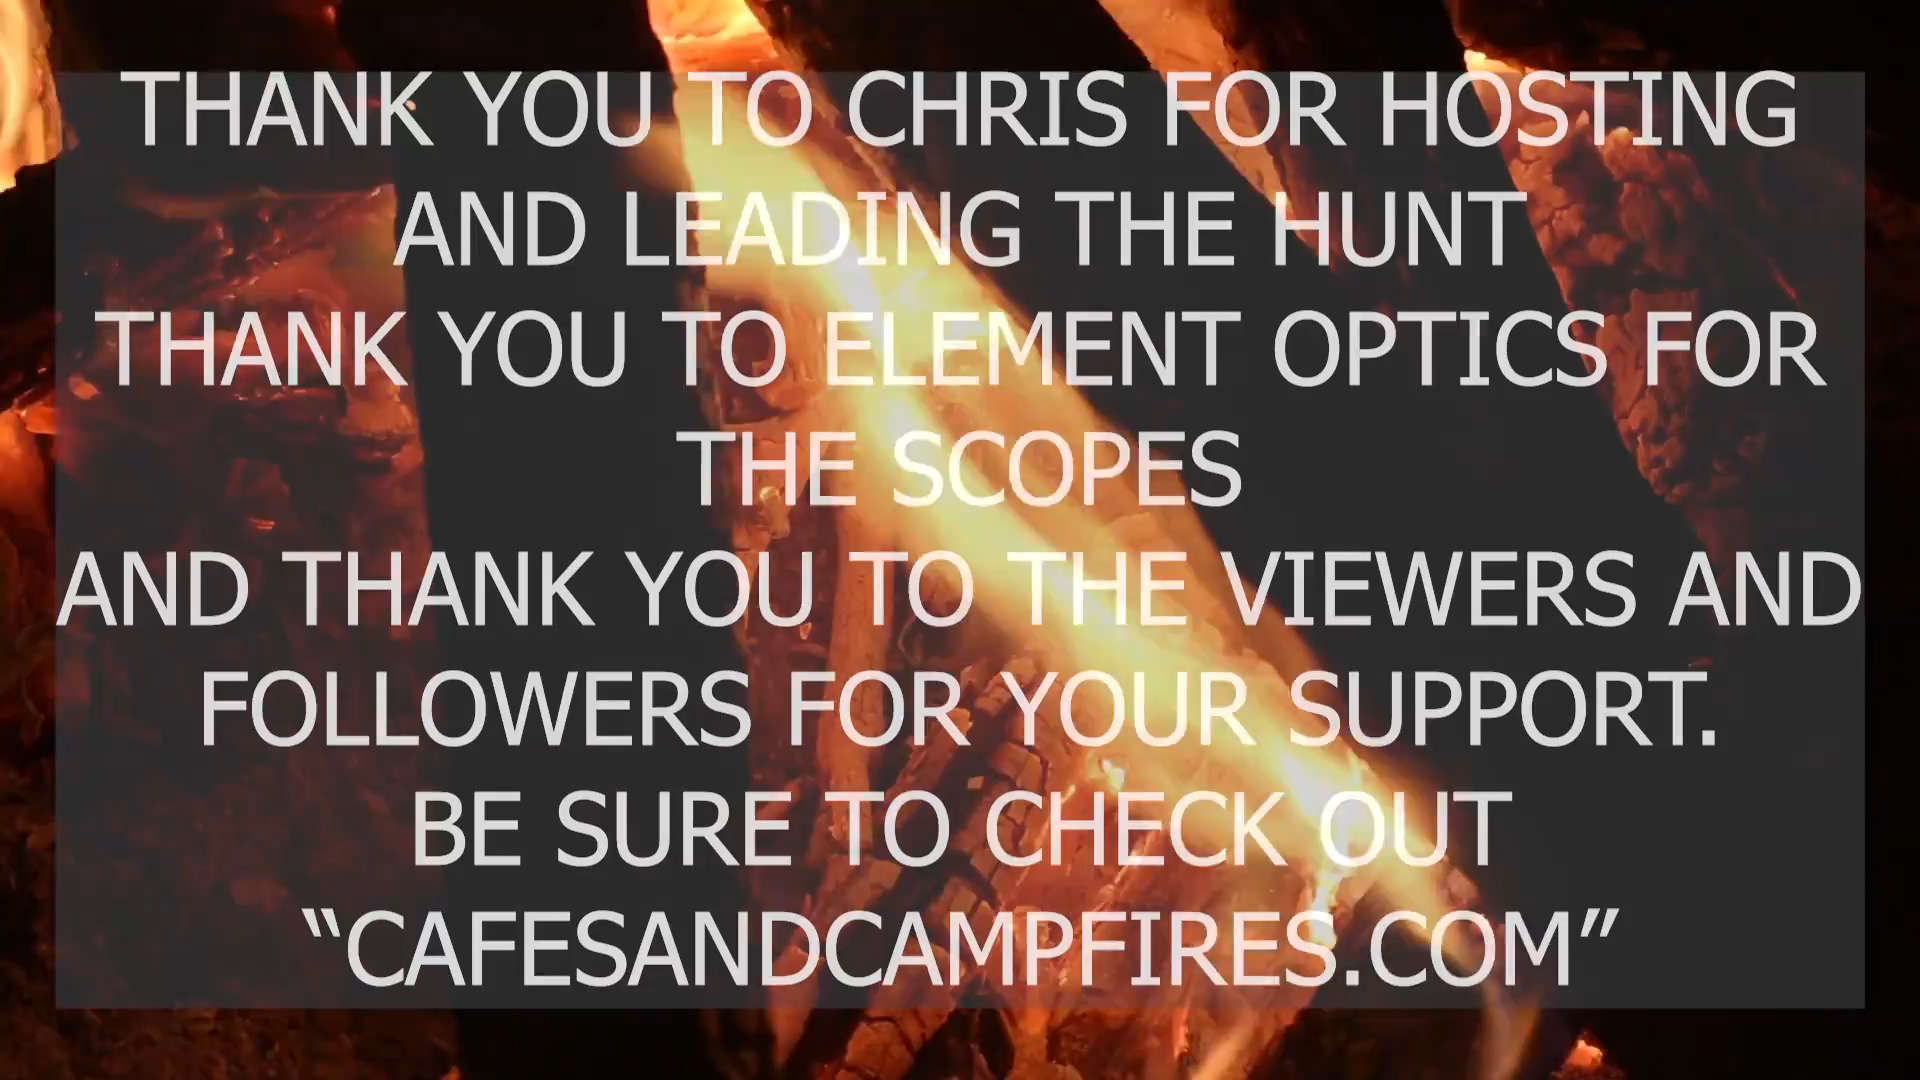 THANK YOU TO CHRIS FOR HOSTING
AND LEADING THE HUNT
THANK YOU TO ELEMENT OPTICS FOR
THE SCOPES
AND THANK YOU TO THE VIEWERS AND
FOLLOWERS FOR YOUR SUPPORT.
BE SURE TO CHECK OUT
“CAFESANDCAMPFIRES.COM”